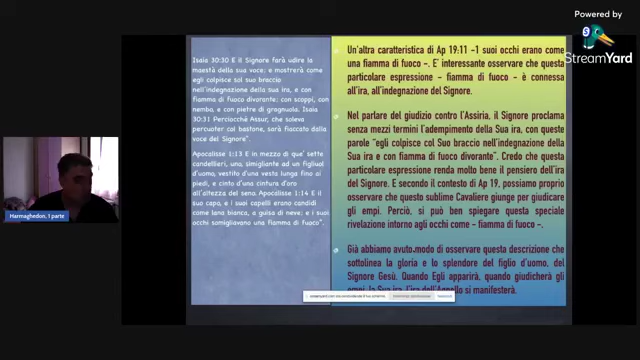 Powered by
StreamYard
Isaia 30:30 E il Signore farà udire la
maestà della sua voce; e mostrerà come
egli colpisce col suo braccio
nell'indegnazione della sua ira, e con
fiamma di fuoco divorante; con scoppi, con
nembo, e con pietre di gragnuola. Isaia
30:31 Perciocchè Assur, che soleva
percuoter col bastone, sarà fiaccato dalla
voce del Signore".
Apocalisse 1:13 E in mezzo di que' sette
candellieri, uno, simigliante ad un figliuol
d'uomo, vestito d'una vesta lunga fino ai
piedi, e cinto d'una cintura d'oro
all'altezza del seno. Apocalisse 1:14 E il
suo capo, e i suoi capelli erano candidi
come lana bianca, a guisa di neve; e i suoi
occhi somigliavano una fiamma di fuoco".
Un'altra caratteristica di Ap 19:11 -I suoi occhi erano come
una fiamma di fuoco -. E' interessante osservare che questa
particolare espressione - fiamma di fuoco - è connessa
all'ira, all'indegnazione del Signore.
Nel parlare del giudizio contro l'Assiria, il Signore proclama
senza mezzi termini l'adempimento della Sua ira, con queste
parole "egli colpisce col Suo braccio nell'indegnazione della
Sua ira e con fiamma di fuoco divorante". Credo che questa
particolare espressione renda molto bene il pensiero dell'ira
del Signore. E secondo il contesto di Ap 19, possiamo proprio
osservare che questo sublime Cavaliere giunge per giudicare
gli empi. Perciò, si può ben spiegare questa speciale
rivelazione intorno agli occhi come - fiamma di fuoco -.
Già abbiamo avuto modo di osservare questa descrizione che
sottolinea la gloria e lo splendore del figlio d'uomo, del
Signore Gesù. Quando Egli apparirà, quando giudicherà gli
empi, la Sua ira, l'ira dell'Agnello si manifesterà.
Harmaghedon, 1 parte